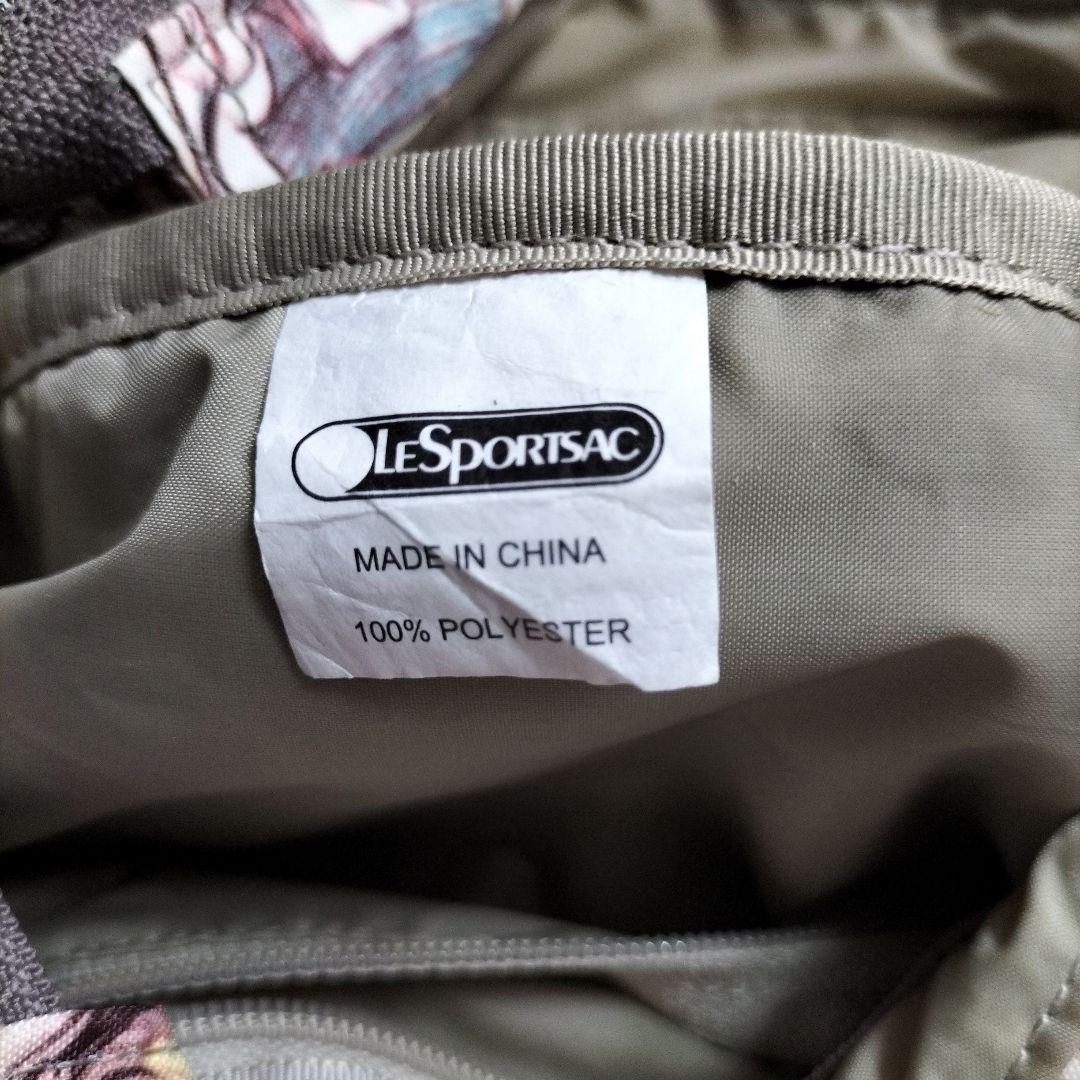 LeSportsac
MADE IN CHINA
100% POLYESTER